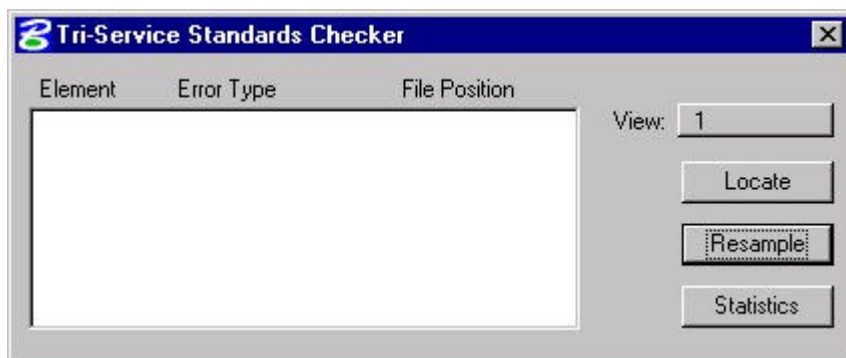 Tri-Service Standards Checker
Element Error Type File Position
View: 1
Locate
Resample
Statistics